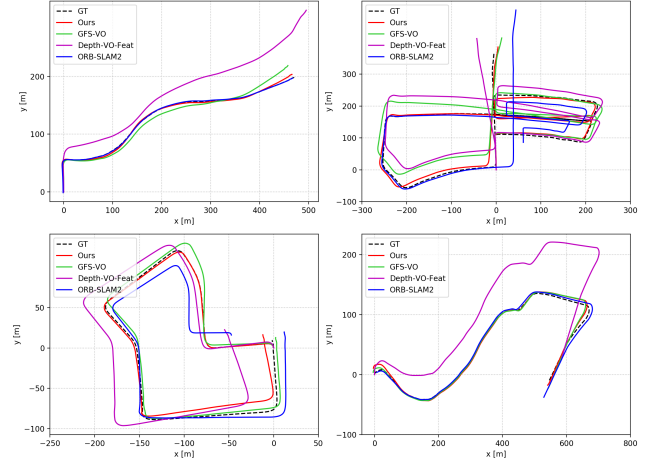 GT
Ours
GFS-VO
Depth-VO-Feat
ORB-SLAM2
y [m]
200
100
0
0 100 200 300 400 500
x [m]
GT
Ours
GFS-VO
Depth-VO-Feat
ORB-SLAM2
y [m]
300
200
100
0
−100
−300 −200 −100 0 100 200 300
x [m]
GT
Ours
GFS-VO
Depth-VO-Feat
ORB-SLAM2
y [m]
50
0
−50
−100
−250 −200 −150 −100 −50 0 50
x [m]
GT
Ours
GFS-VO
Depth-VO-Feat
ORB-SLAM2
y [m]
200
100
0
−100
0 200 400 600 800
x [m]